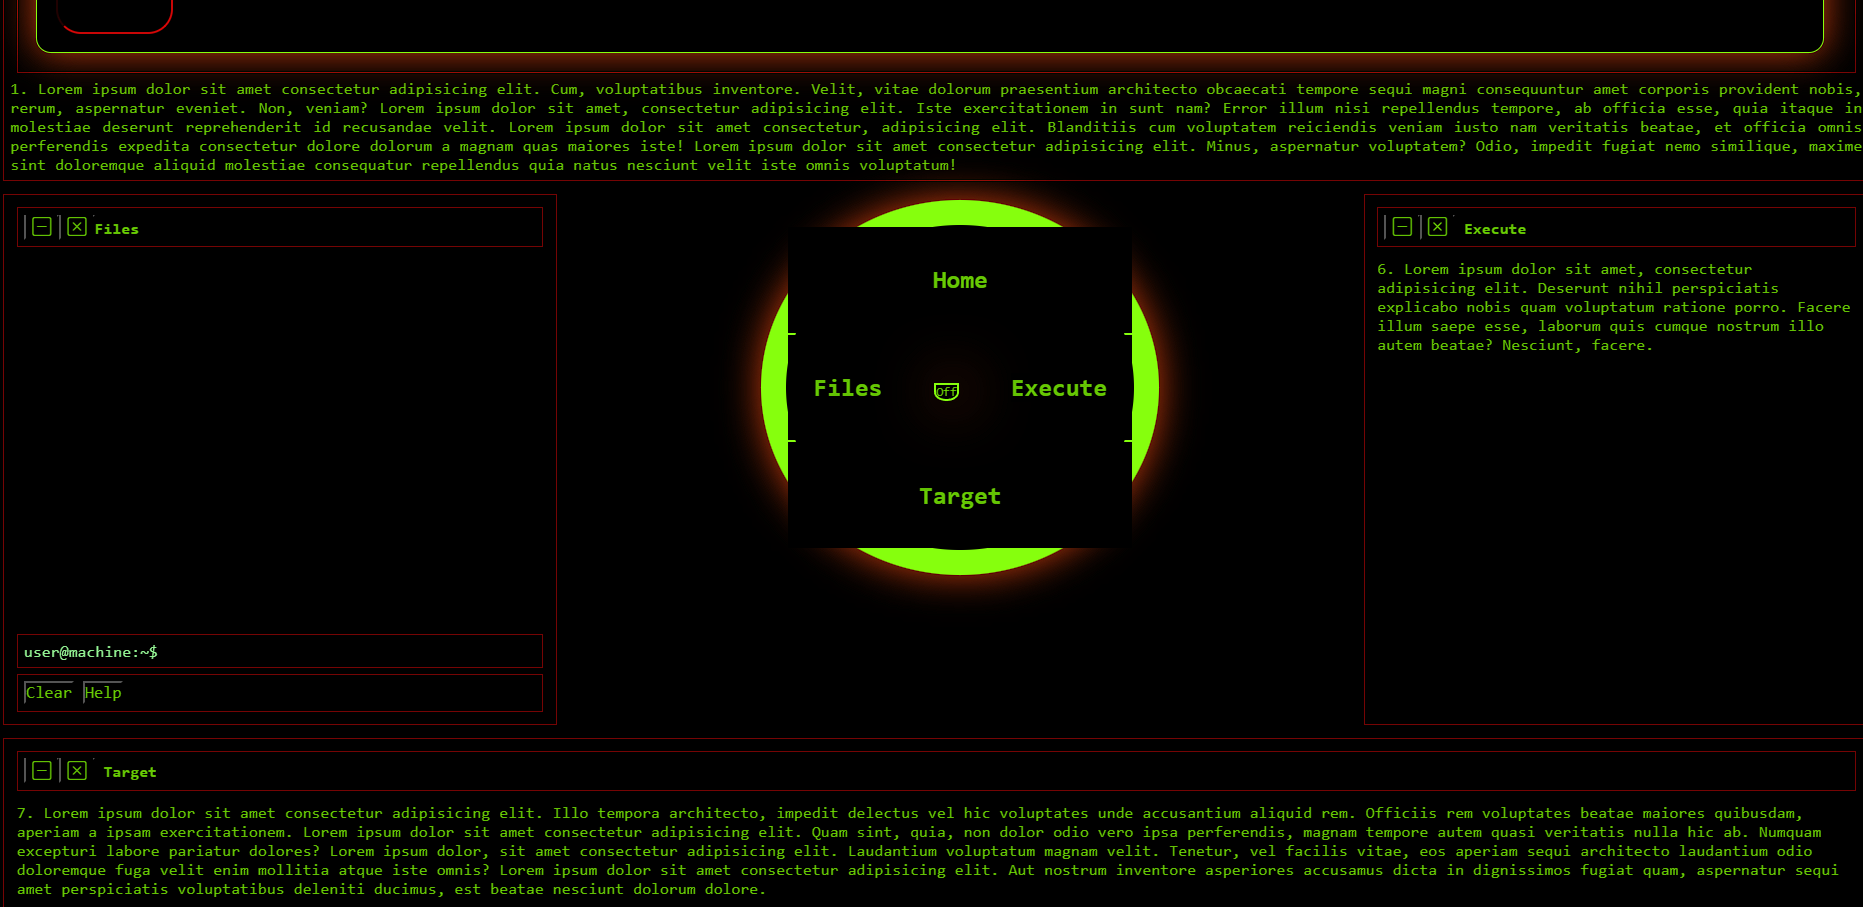 1. Lorem ipsum dolor sit amet consectetur adipisicing elit. Cum, voluptatibus inventore. Velit, vitae dolorum praesentium architecto obcaecati tempore sequi magni consequuntur amet corporis provident nobis,
rerum, aspernatur eveniet. Non, veniam? Lorem ipsum dolor sit amet, consectetur adipisicing elit. Iste exercitationem in sunt nam? Error illum nisi repellendus tempore, ab officia esse, quia itaque in
molestiae deserunt reprehenderit id recusandae velit. Lorem ipsum dolor sit amet consectetur, adipisicing elit. Blanditiis cum voluptatem reiciendis veniam iusto nam veritatis beatae, et officia omnis
perferendis expedita consectetur dolore dolorum a magnam quas maiores iste! Lorem ipsum dolor sit amet consectetur adipisicing elit. Minus, aspernatur voluptatem? Odio, impedit fugiat nemo similique, maxime
sint doloremque aliquid molestiae consequatur repellendus quia natus nesciunt velit iste omnis voluptatum!
Files
user@machine:~$
Clear Help
Home
Files Off Execute
Target
Execute
6. Lorem ipsum dolor sit amet, consectetur
adipisicing elit. Deserunt nihil perspiciatis
explicabo nobis quam voluptatum ratione porro. Facere
illum saepe esse, laborum quis cumque nostrum illo
autem beatae? Nesciunt, facere.
Target
7. Lorem ipsum dolor sit amet consectetur adipisicing elit. Illo tempora architecto, impedit delectus vel hic voluptates unde accusantium aliquid rem. Officiis rem voluptates beatae maiores quibusdam,
aperiam a ipsam exercitationem. Lorem ipsum dolor sit amet consectetur adipisicing elit. Quam sint, quia, non dolor odio vero ipsa perferendis, magnam tempore autem quasi veritatis nulla hic ab. Numquam
excepturi labore pariatur dolores? Lorem ipsum dolor, sit amet consectetur adipisicing elit. Laudantium voluptatum magnam velit. Tenetur, vel facilis vitae, eos aperiam sequi architecto laudantium odio
doloremque fuga velit enim mollitia atque iste omnis? Lorem ipsum dolor sit amet consectetur adipisicing elit. Aut nostrum inventore asperiores accusamus dicta in dignissimos fugiat quam, aspernatur sequi
amet perspiciatis voluptatibus deleniti ducimus, est beatae nesciunt dolorum dolore.